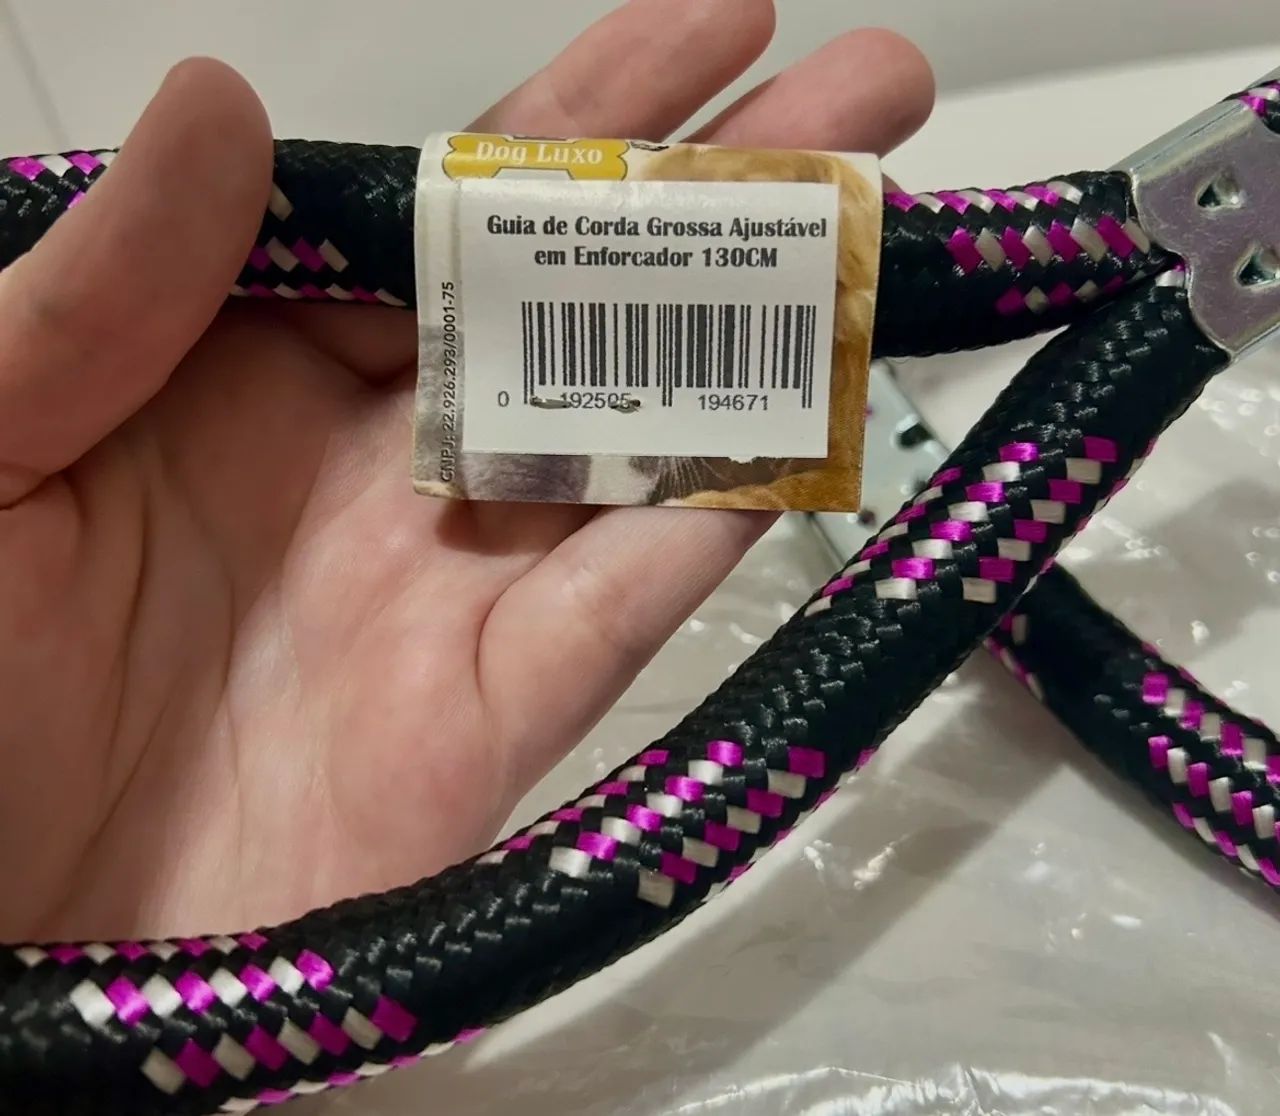 Dog Luxo
Guia de Corda Grossa Ajustável
em Enforcador 130CM
0 192505 194671
CNPJ: 22.926.293/0001-75